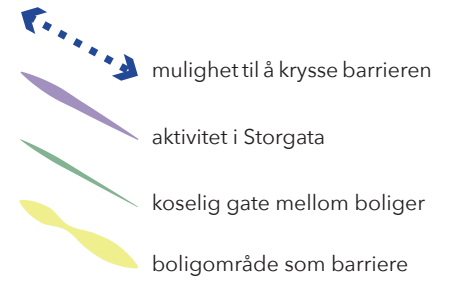 mulighet til å krysse barrieren
aktivitet i Storgata
koselig gate mellom boliger
boligområde som barriere